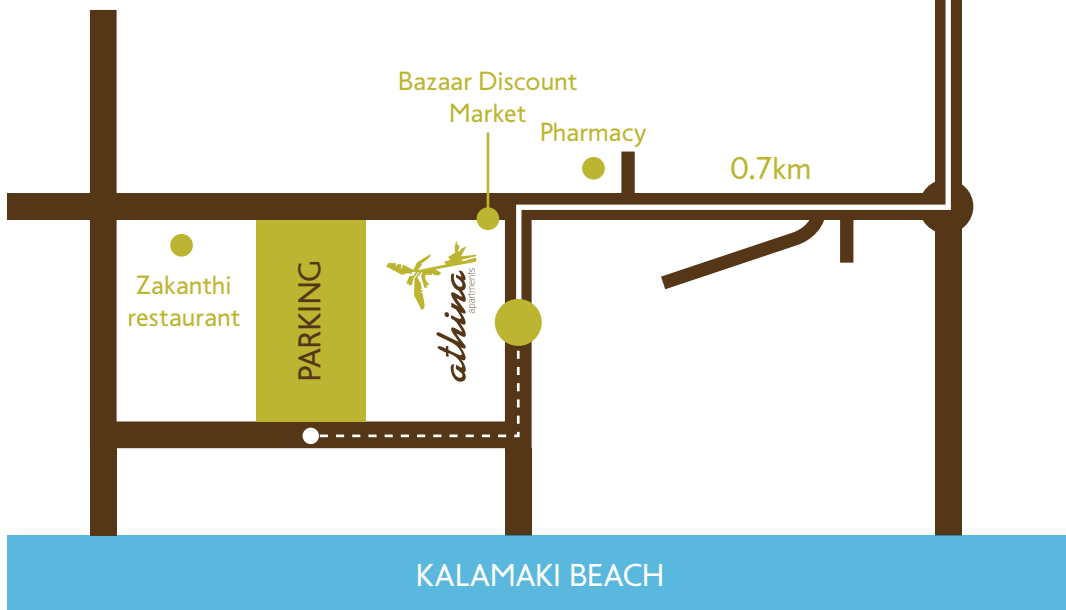 Bazaar Discount
Market
Pharmacy
0.7km
Zakanthi
restaurant
PARKING
athina
apartments
KALAMAKI BEACH